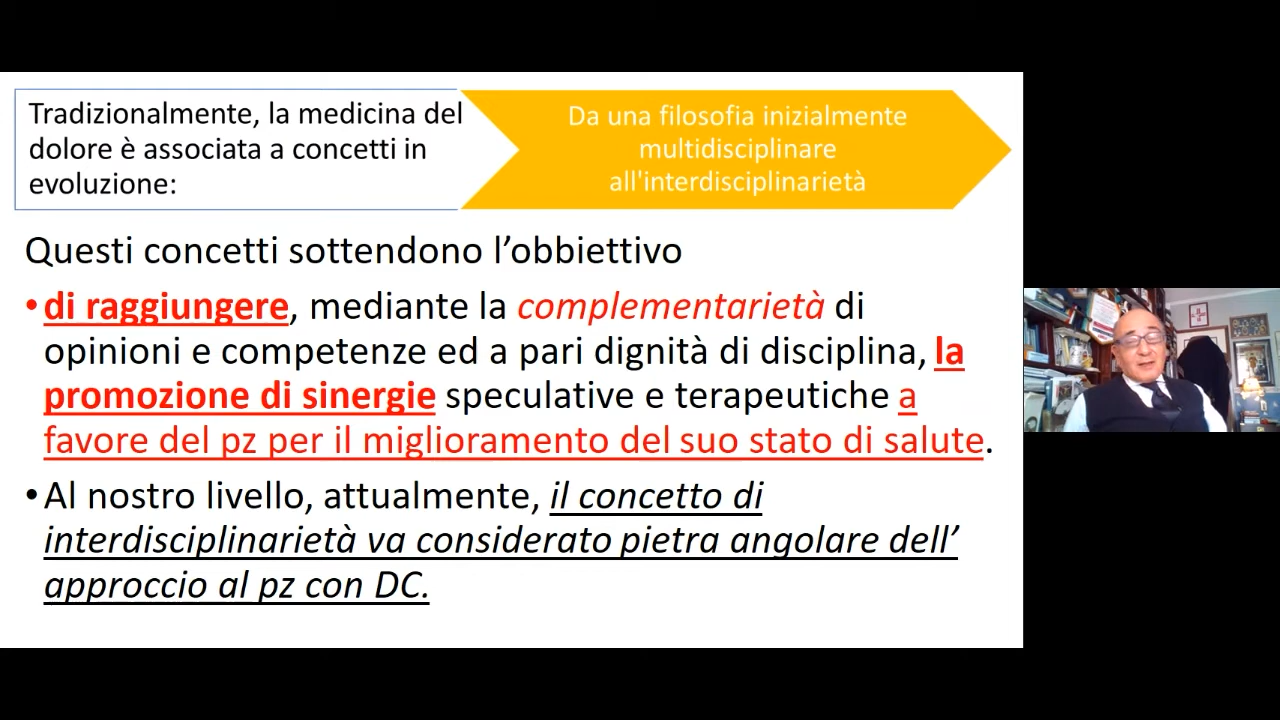 Tradizionalmente, la medicina del
dolore è associata a concetti in
evoluzione:
Da una filosofia inizialmente
multidisciplinare
all'interdisciplinarietà
Questi concetti sottendono l’obbiettivo
•di raggiungere, mediante la complementarietà di
opinioni e competenze ed a pari dignità di disciplina, la
promozione di sinergie speculative e terapeutiche a
favore del pz per il miglioramento del suo stato di salute.
•Al nostro livello, attualmente, il concetto di
interdisciplinarietà va considerato pietra angolare dell’
approccio al pz con DC.